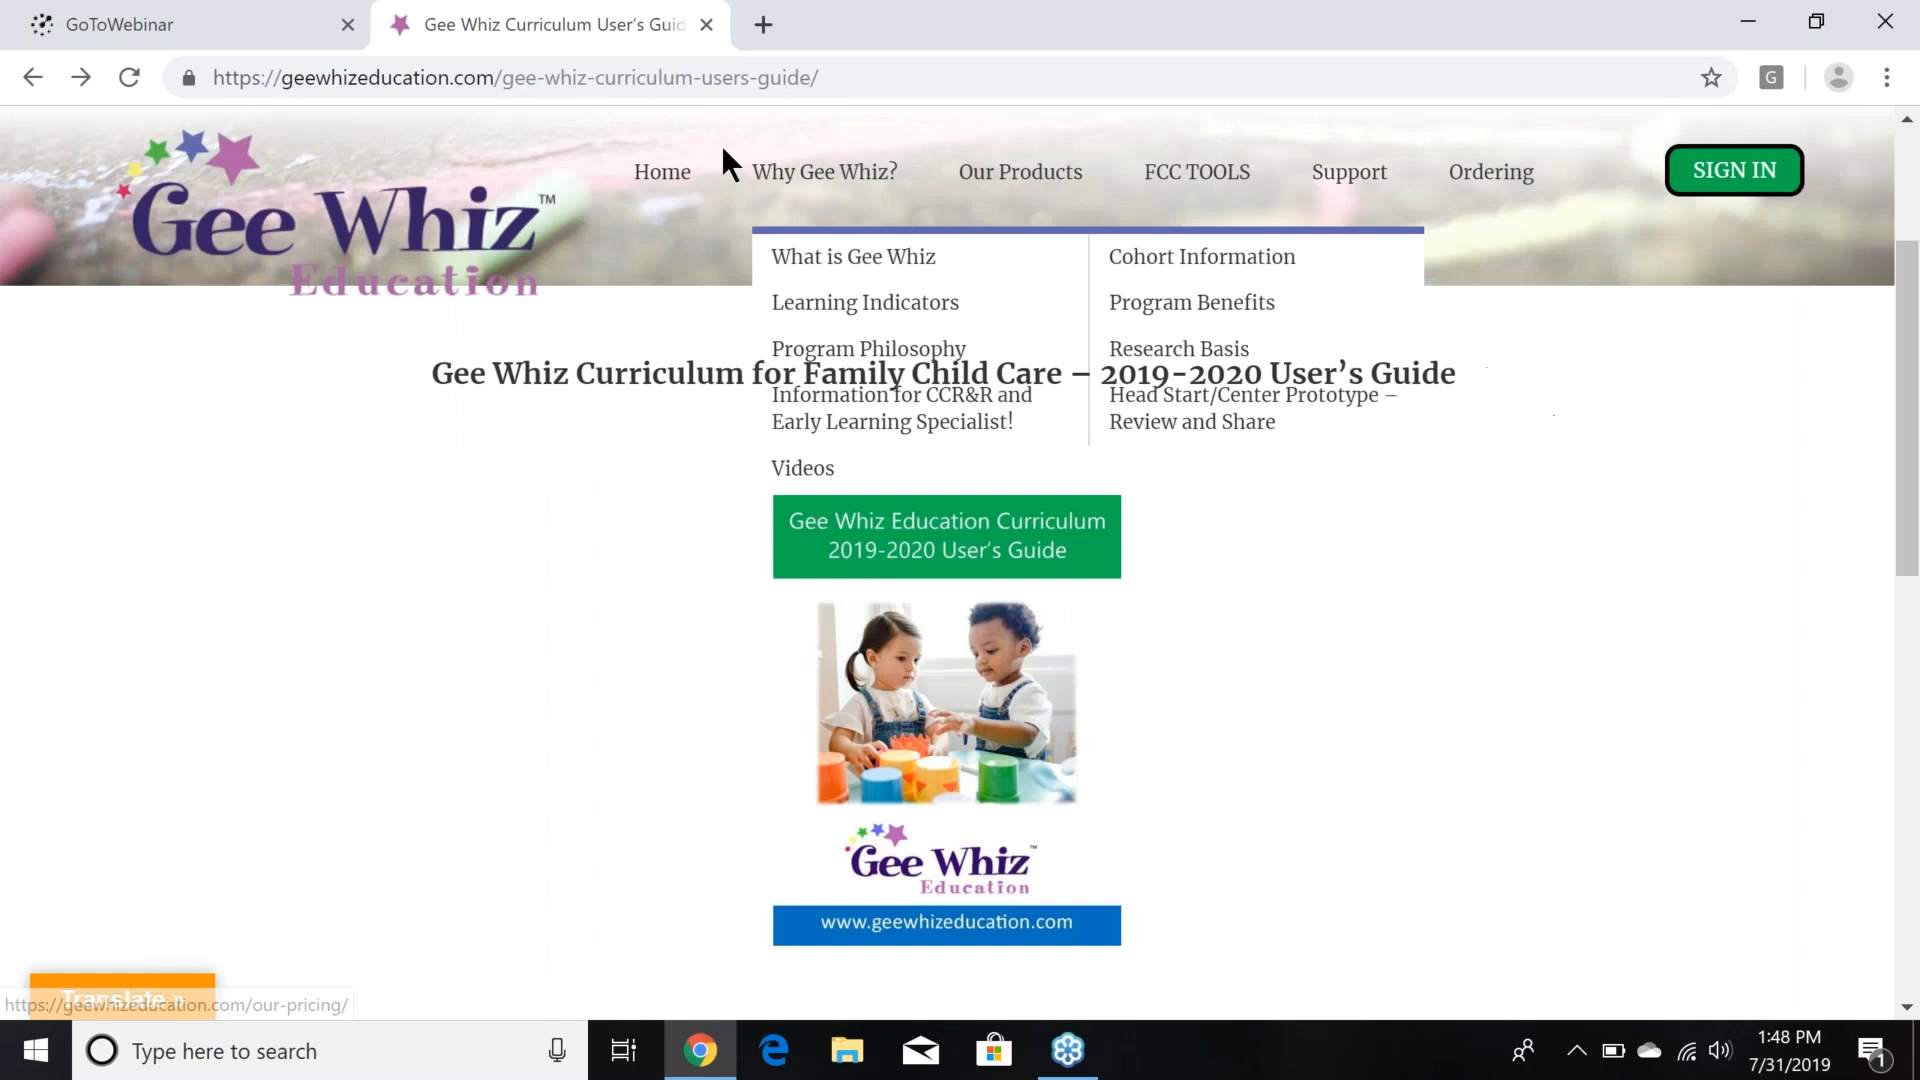 GoToWebinar
Gee Whiz Curriculum User's Guid
https://geewhizeducation.com/gee-whiz-curriculum-users-guide/
G
Gee Whiz™
Education
Home
Why Gee Whiz?
Our Products
FCC TOOLS
Support
Ordering
SIGN IN
What is Gee Whiz
Cohort Information
Learning Indicators
Program Benefits
Program Philosophy
Research Basis
Gee Whiz Curriculum for Family Child Care – 2019-2020 User's Guide
Information for CCR&R and
Early Learning Specialist!
Head Start/Center Prototype –
Review and Share
Videos
Gee Whiz Education Curriculum
2019-2020 User's Guide
Gee Whiz™
Education
www.geewhizeducation.com
Translate »
https://geewhizeducation.com/our-pricing/
Type here to search
1:48 PM
7/31/2019
1